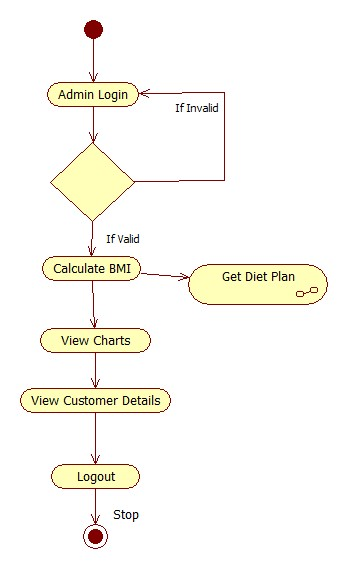 Admin Login
If Invalid
If Valid
Calculate BMI
Get Diet Plan
View Charts
View Customer Details
Logout
Stop